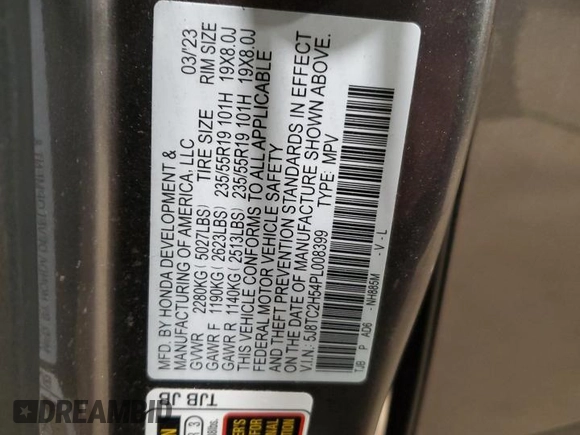 MFD. BY HONDA DEVELOPMENT &
MANUFACTURING OF AMERICA, LLC 03/'23
GVWR 2280KG (5027LBS) TIRE SIZE RIM SIZE
GAWR F 1190KG (2623LBS) 235/55R19 101H 19X8.0J
GAWR R 1140KG (2513LBS) 235/55R19 101H 19X8.0J
THIS VEHICLE CONFORMS TO ALL APPLICABLE
FEDERAL MOTOR VEHICLE SAFETY
AND THEFT PREVENTION STANDARDS IN EFFECT
ON THE DATE OF MANUFACTURE SHOWN ABOVE.
V.I.N.: 5J8TC2H54PL008399 TYPE: MPV
TJB P AD6 - NH885M - V - L
TJB JB
DREAMBID